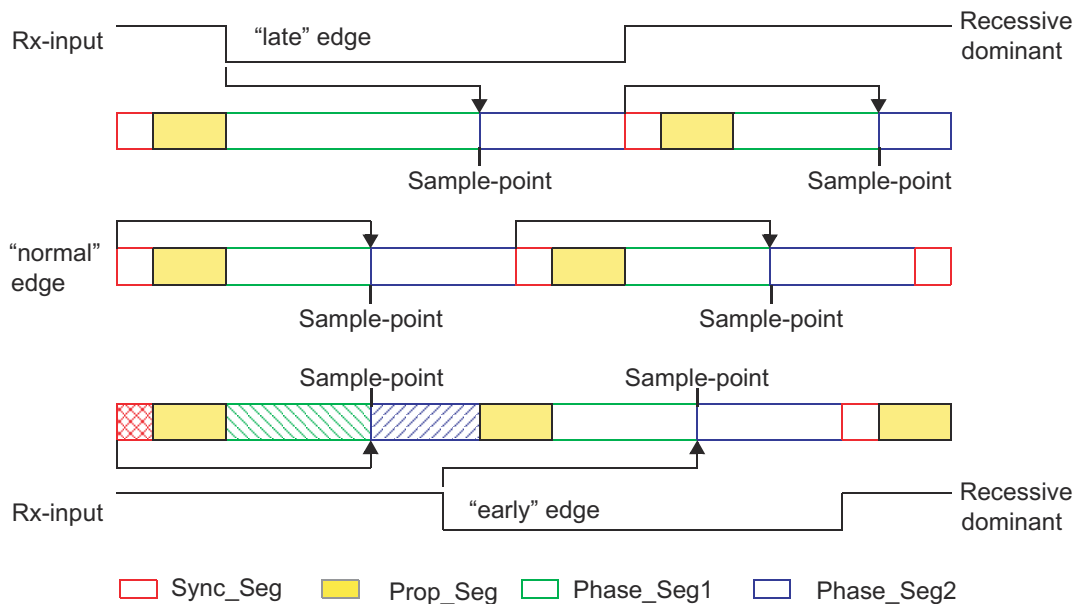 Rx-input
“late” edge
Recessive
dominant
Sample-point
Sample-point
“normal”
edge
Sample-point
Sample-point
Sample-point
Sample-point
Rx-input
“early” edge
Recessive
dominant
Sync_Seg
Prop_Seg
Phase_Seg1
Phase_Seg2